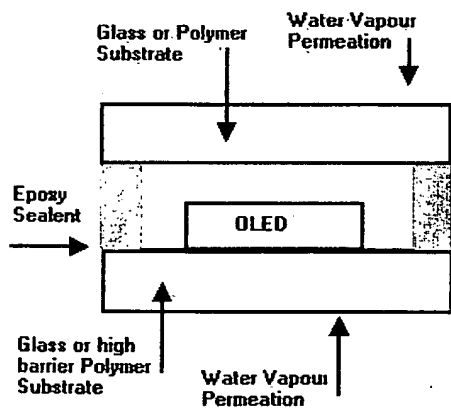 Glass or Polymer
Substrate
Water Vapour
Permeation
Epoxy
Sealent
OLED
Glass or high
barrier Polymer
Substrate
Water Vapour
Permeation